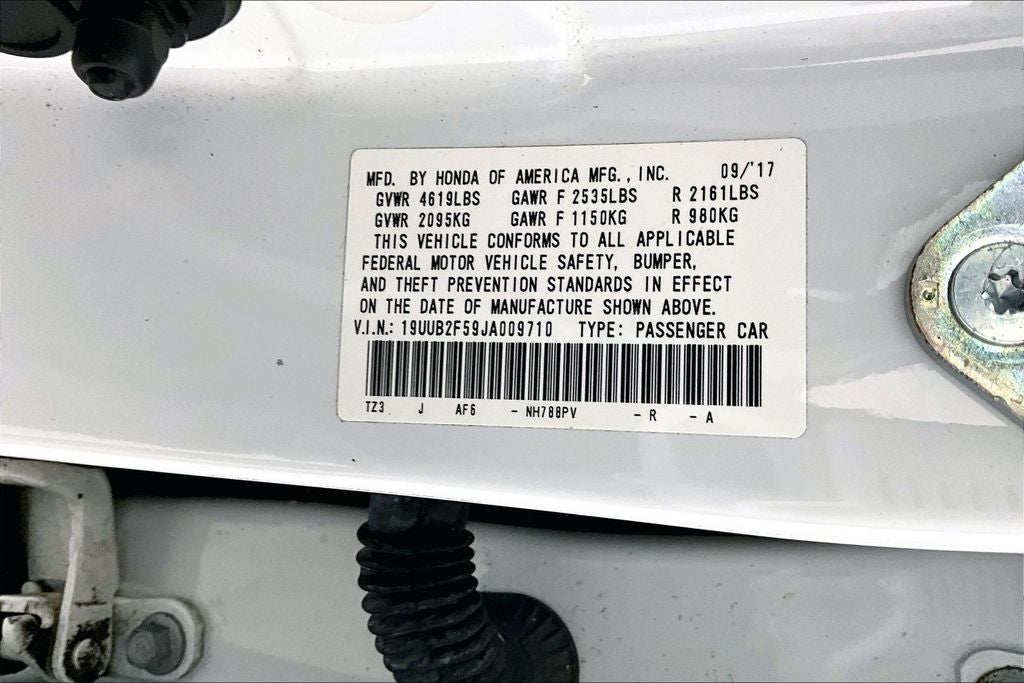 MFD. BY HONDA OF AMERICA MFG., INC. 09/'17
GVWR 4619LBS GAWR F 2535LBS R 2161LBS
GVWR 2095KG GAWR F 1150KG R 980KG
THIS VEHICLE CONFORMS TO ALL APPLICABLE
FEDERAL MOTOR VEHICLE SAFETY, BUMPER,
AND THEFT PREVENTION STANDARDS IN EFFECT
ON THE DATE OF MANUFACTURE SHOWN ABOVE.
V.I.N.: 19UUB2F59JA009710 TYPE: PASSENGER CAR
TZ3 J AF6 - NH788PV - R - A